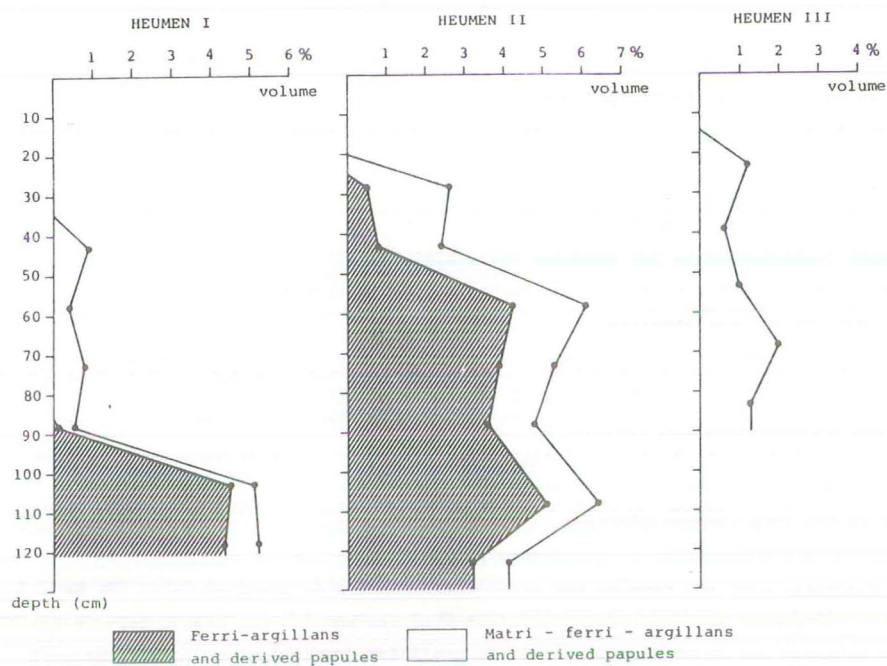 HEUMEN I
HEUMEN II
HEUMEN III
1 2 3 4 5 6 %
1 2 3 4 5 6 7 %
1 2 3 4 %
volume
volume
volume
10
20
30
40
50
60
70
80
90
100
110
120
depth (cm)
Ferri-argillans
and derived papules
Matri - ferri - argillans
and derived papules